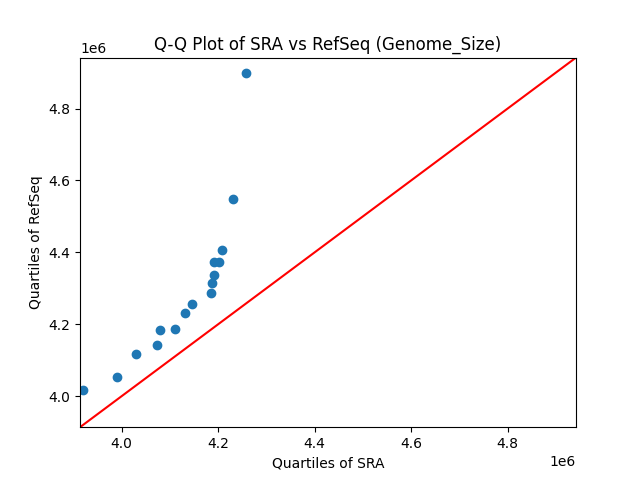 Q-Q Plot of SRA vs RefSeq (Genome_Size)
1e6
4.8
4.6
4.4
4.2
4.0
Quartiles of RefSeq
4.0 4.2 4.4 4.6 4.8
Quartiles of SRA
1e6